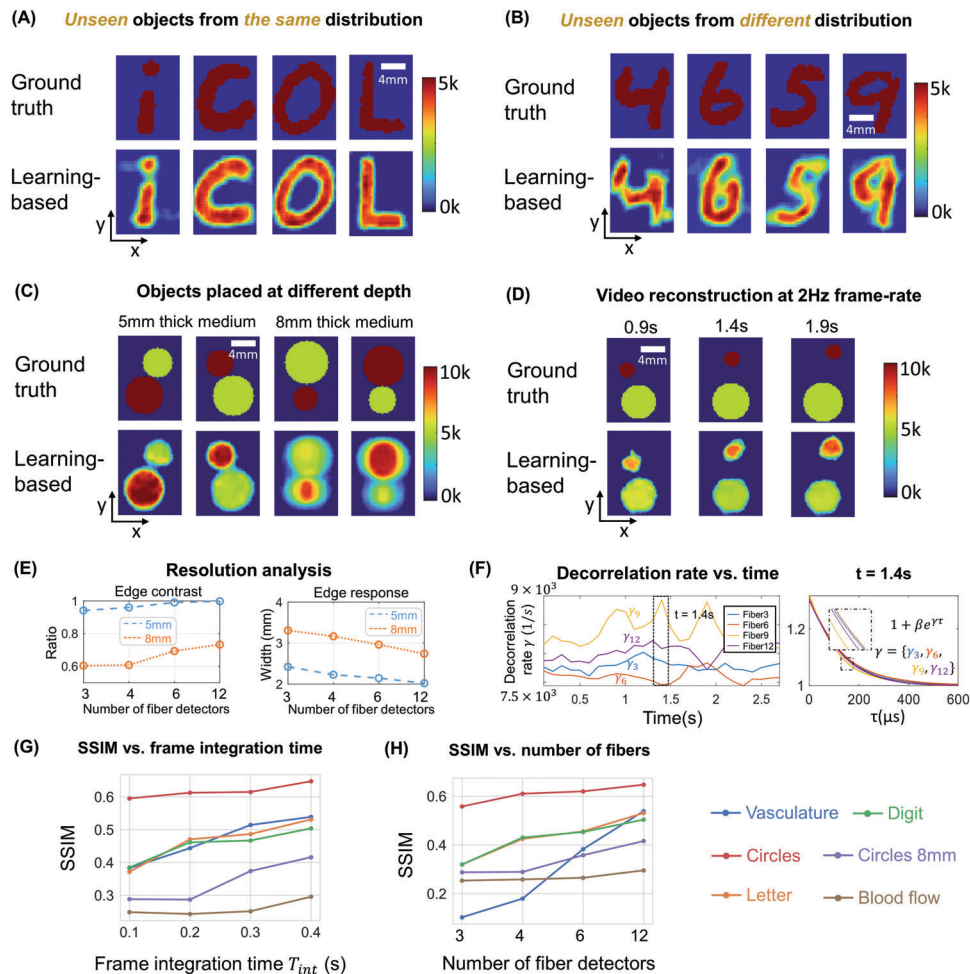 (A) Unseen objects from the same distribution
Ground truth
4mm
5k
0k
Learning-based
y
x
(B) Unseen objects from different distribution
Ground truth
4mm
5k
0k
Learning-based
y
x
(C) Objects placed at different depth
5mm thick medium 8mm thick medium
Ground truth
4mm
10k
5k
0k
Learning-based
y
x
(D) Video reconstruction at 2Hz frame-rate
0.9s 1.4s 1.9s
Ground truth
4mm
10k
5k
0k
Learning-based
y
x
(E) Resolution analysis
Edge contrast
Ratio
1
0.8
0.6
5mm
8mm
3 4 6 12
Number of fiber detectors
Edge response
Width (mm)
4
3
2
5mm
8mm
3 4 6 12
Number of fiber detectors
(F) Decorrelation rate vs. time
Decorrelation rate γ (1/s)
9 × 10³
7.5 × 10³
γ₉
γ₁₂
γ₃
γ₆
t = 1.4s
Fiber3
Fiber6
Fiber9
Fiber12
0.5 1 1.5 2 2.5
Time(s)
t = 1.4s
1.2
1
1 + βe^γτ
γ = {γ₃, γ₆,
γ₉, γ₁₂}
0 200 400 600
τ(μs)
(G) SSIM vs. frame integration time
SSIM
0.6
0.5
0.4
0.3
0.1 0.2 0.3 0.4
Frame integration time T_int (s)
(H) SSIM vs. number of fibers
SSIM
0.6
0.4
0.2
3 4 6 12
Number of fiber detectors
Vasculature Digit
Circles Circles 8mm
Letter Blood flow